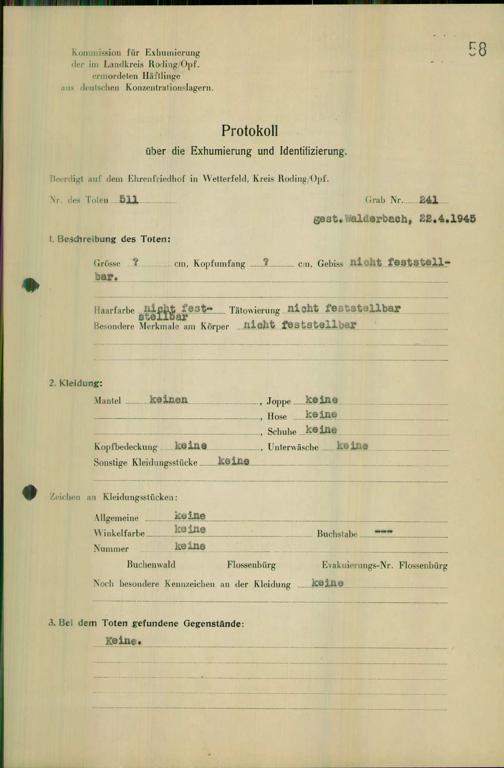 58
Kommission für Exhumierung
der im Landkreis Roding/Opf.
ermordeten Häftlinge
aus deutschen Konzentrationslagern.
Protokoll
über die Exhumierung und Identifizierung.
Beerdigt auf dem Ehrenfriedhof in Wetterfeld, Kreis Roding/Opf.
Nr. des Toten 511 Grab Nr. 241
gest. Walderbach, 22.4.1945
1. Beschreibung des Toten:
Grösse ? cm, Kopfumfang ? cm, Gebiss nicht feststell-
bar.
Haarfarbe nicht fest- Tätowierung nicht feststellbar
stellbar
Besondere Merkmale am Körper nicht feststellbar
2. Kleidung:
Mantel keinen, Joppe keine
, Hose keine
, Schuhe keine
Kopfbedeckung keine, Unterwäsche keine
Sonstige Kleidungsstücke keine
Zeichen an Kleidungsstücken:
Allgemeine keine
Winkelfarbe keine Buchstabe ---
Nummer keine
Buchenwald Flossenbürg Evakuierungs-Nr. Flossenbürg
Noch besondere Kennzeichen an der Kleidung keine
3. Bei dem Toten gefundene Gegenstände:
Keine.